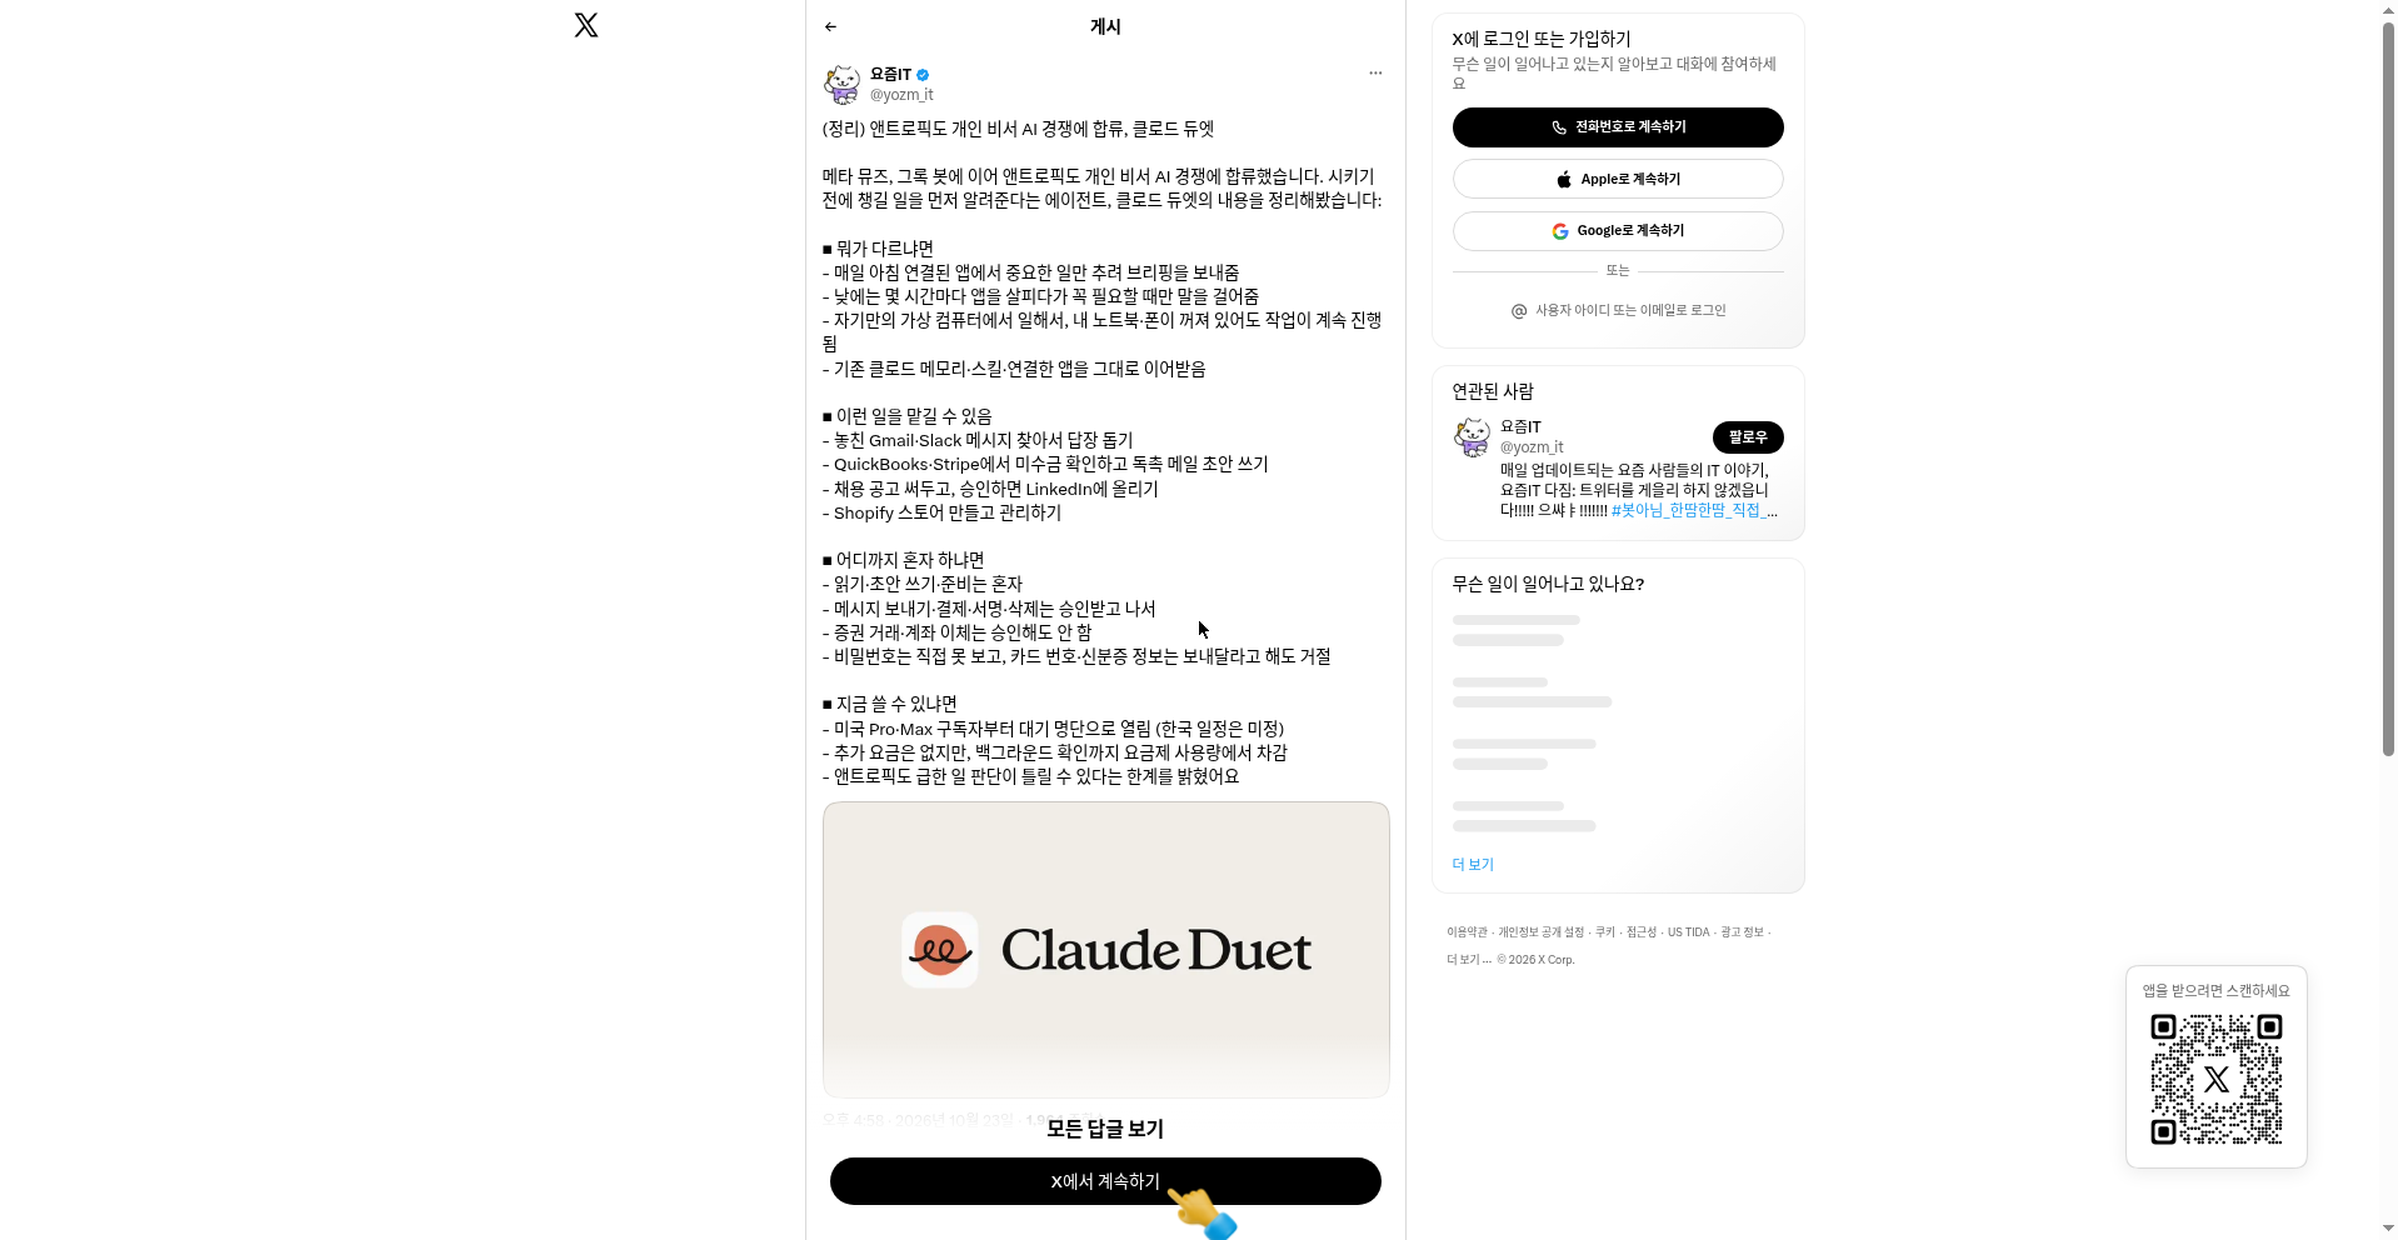 게시
요즘IT
@yozm_it
(정리) 앤트로픽도 개인 비서 AI 경쟁에 합류, 클로드 듀엣
메타 뮤즈, 그록 봇에 이어 앤트로픽도 개인 비서 AI 경쟁에 합류했습니다. 시키기
전에 챙길 일을 먼저 알려준다는 에이전트, 클로드 듀엣의 내용을 정리해봤습니다:
■ 뭐가 다르냐면
- 매일 아침 연결된 앱에서 중요한 일만 추려 브리핑을 보내줌
- 낮에는 몇 시간마다 앱을 살피다가 꼭 필요할 때만 말을 걸어줌
- 자기만의 가상 컴퓨터에서 일해서, 내 노트북·폰이 꺼져 있어도 작업이 계속 진행
됨
- 기존 클로드 메모리·스킬·연결한 앱을 그대로 이어받음
■ 이런 일을 맡길 수 있음
- 놓친 Gmail·Slack 메시지 찾아서 답장 돕기
- QuickBooks·Stripe에서 미수금 확인하고 독촉 메일 초안 쓰기
- 채용 공고 써두고, 승인하면 LinkedIn에 올리기
- Shopify 스토어 만들고 관리하기
■ 어디까지 혼자 하냐면
- 읽기·초안 쓰기·준비는 혼자
- 메시지 보내기·결제·서명·삭제는 승인받고 나서
- 증권 거래·계좌 이체는 승인해도 안 함
- 비밀번호는 직접 못 보고, 카드 번호·신분증 정보는 보내달라고 해도 거절
■ 지금 쓸 수 있냐면
- 미국 Pro·Max 구독자부터 대기 명단으로 열림 (한국 일정은 미정)
- 추가 요금은 없지만, 백그라운드 확인까지 요금제 사용량에서 차감
- 앤트로픽도 급한 일 판단이 틀릴 수 있다는 한계를 밝혔어요
Claude Duet
오후 4:58 · 2026년 10월 23일 ·
모든 답글 보기
X에서 계속하기
X에 로그인 또는 가입하기
무슨 일이 일어나고 있는지 알아보고 대화에 참여하세
요
전화번호로 계속하기
Apple로 계속하기
Google로 계속하기
또는
@ 사용자 아이디 또는 이메일로 로그인
연관된 사람
요즘IT
@yozm_it
팔로우
매일 업데이트되는 요즘 사람들의 IT 이야기,
요즘IT 다짐: 트위터를 게을리 하지 않겠읍니
다!!!!! 으쌰ㅑ!!!!!!! #봇아님_한땀한땀_직접_...
무슨 일이 일어나고 있나요?
더 보기
이용약관 · 개인정보 공개 설정 · 쿠키 · 접근성 · US TIDA · 광고 정보 ·
더 보기 ... © 2026 X Corp.
앱을 받으려면 스캔하세요